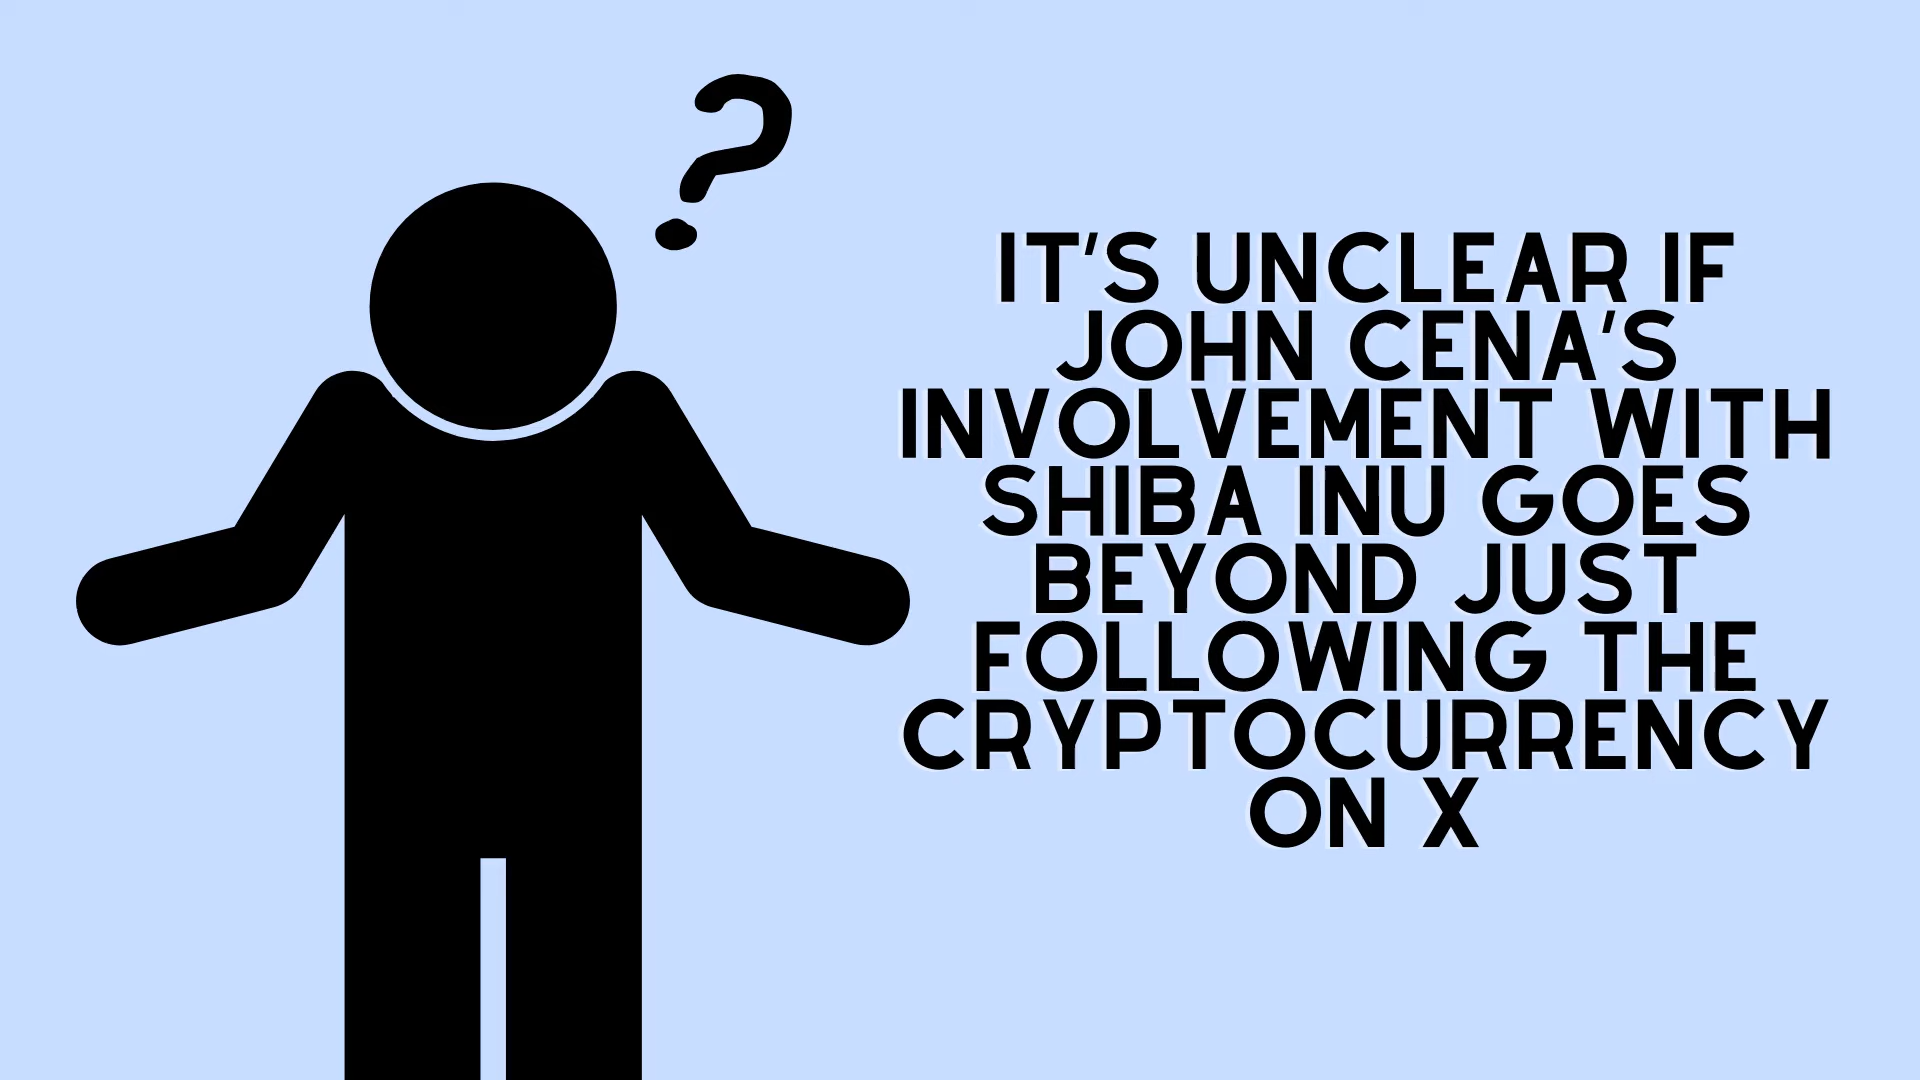 ?
IT'S UNCLEAR IF
JOHN CENA'S
INVOLVEMENT WITH
SHIBA INU GOES
BEYOND JUST
FOLLOWING THE
CRYPTOCURRENCY
ON X